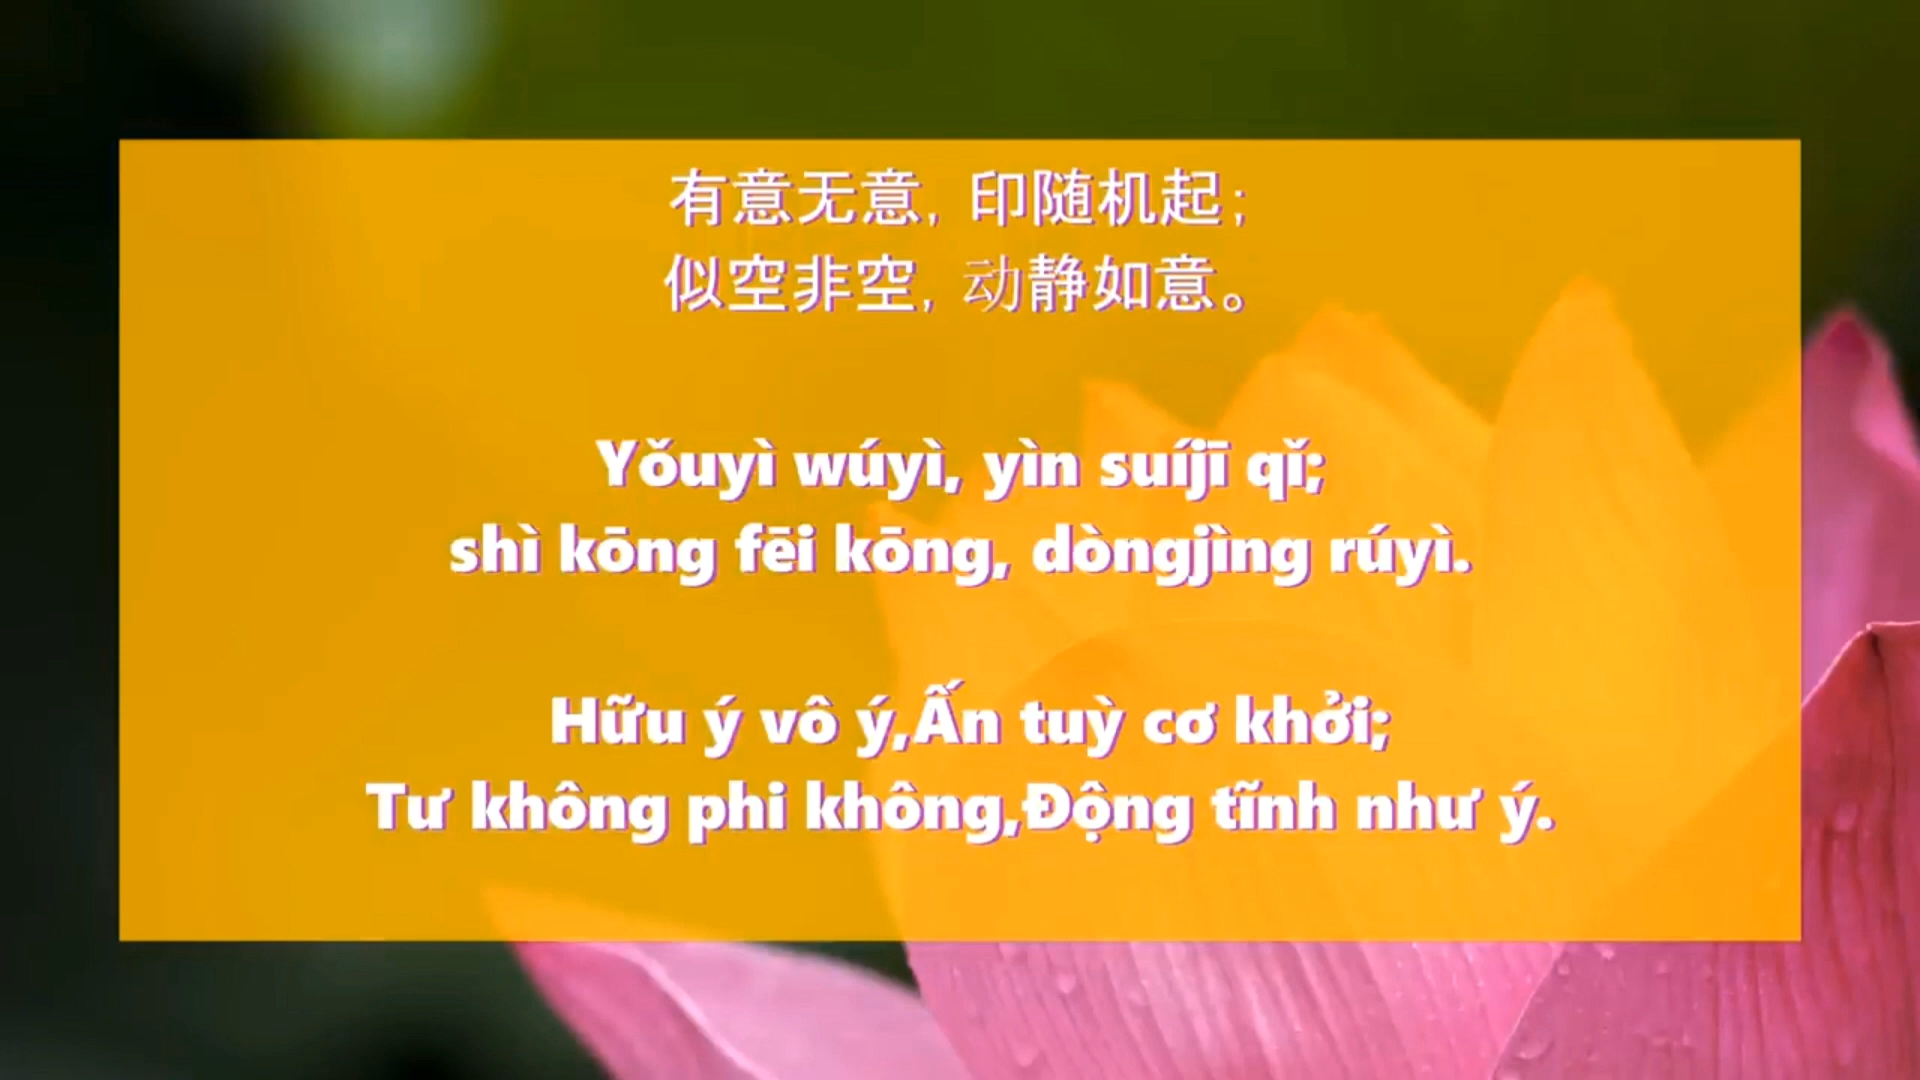 有意无意, 印随机起;
似空非空, 动静如意。
Yǒuyì wúyì, yìn suíjī qǐ;
shì kōng fēi kōng, dòngjìng rúyì.
Hữu ý vô ý,Ấn tuỳ cơ khởi;
Tư không phi không,Động tĩnh như ý.